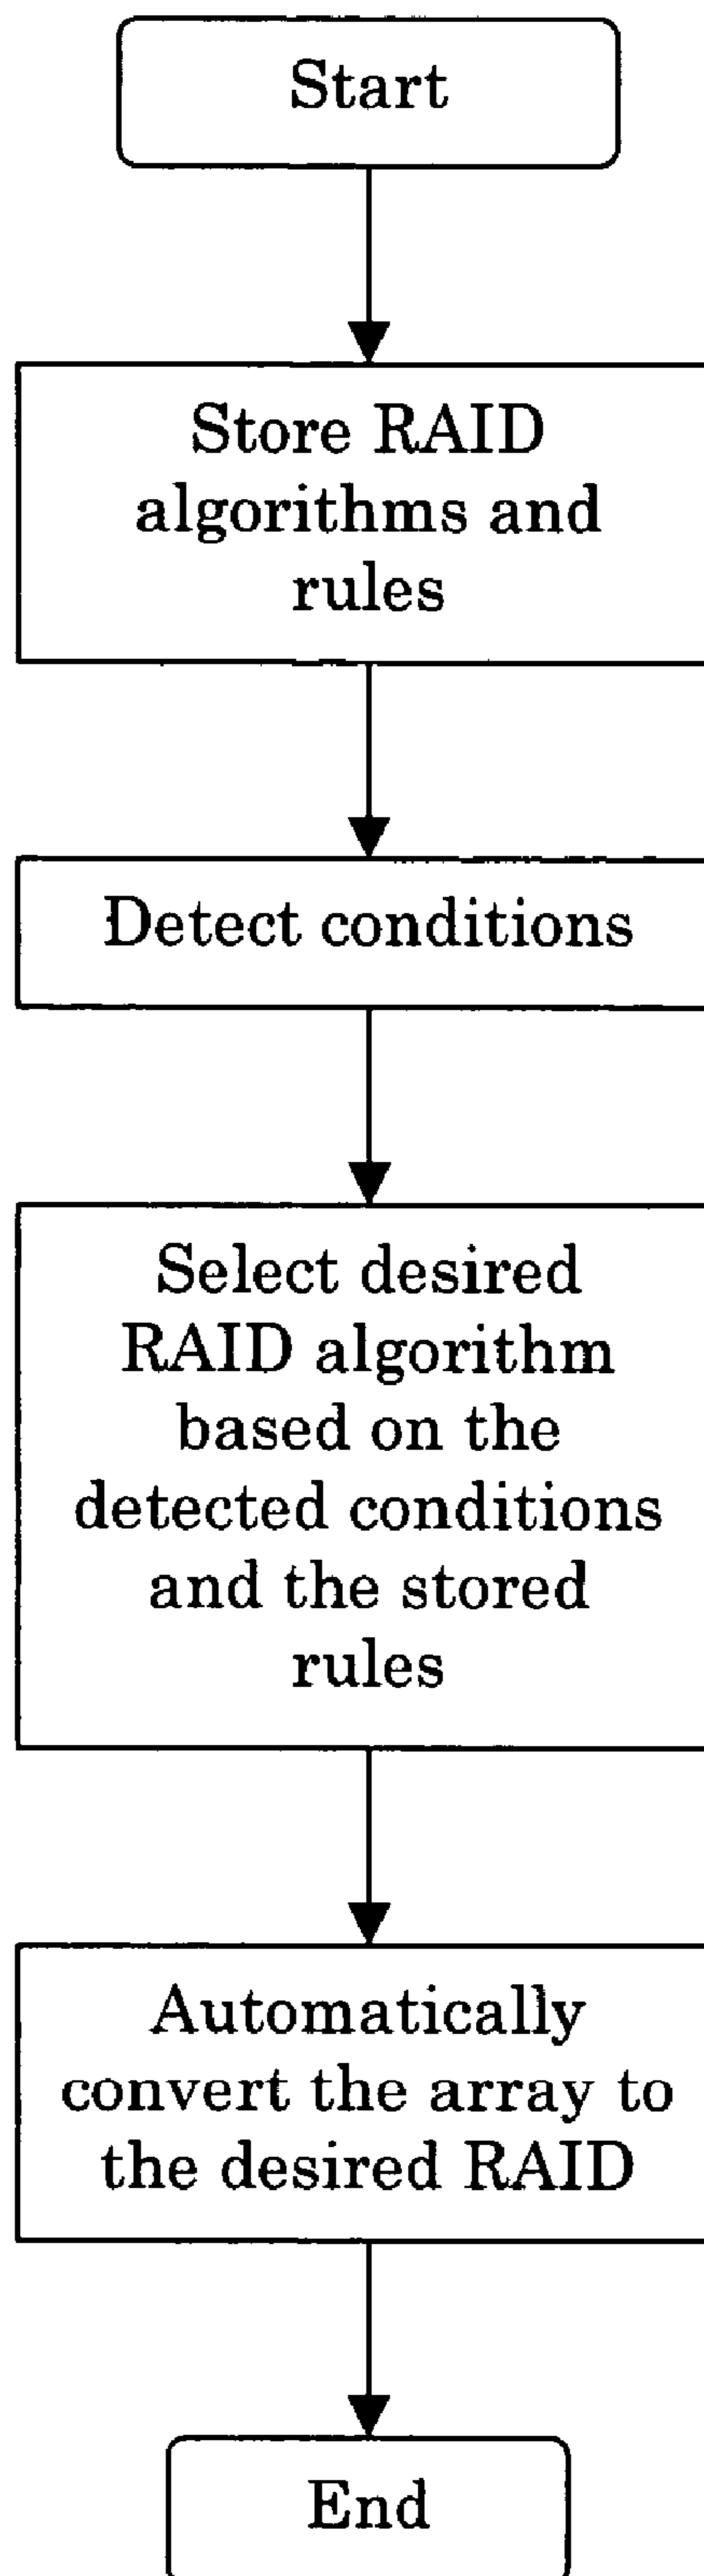 Start
Store RAID
algorithms and
rules
Detect conditions
Select desired
RAID algorithm
based on the
detected conditions
and the stored
rules
Automatically
convert the array to
the desired RAID
End